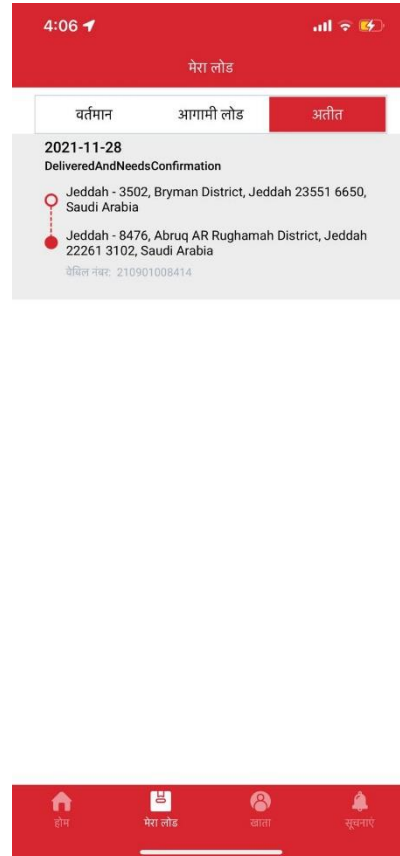 4:06
मेरा लोड
वर्तमान
आगामी लोड
अतीत
2021-11-28
DeliveredAndNeedsConfirmation
Jeddah - 3502, Bryman District, Jeddah 23551 6650,
Saudi Arabia
Jeddah - 8476, Abruq AR Rughamah District, Jeddah
22261 3102, Saudi Arabia
वेबिल नंबर: 210901008414
होम
मेरा लोड
खाता
सूचनाएं